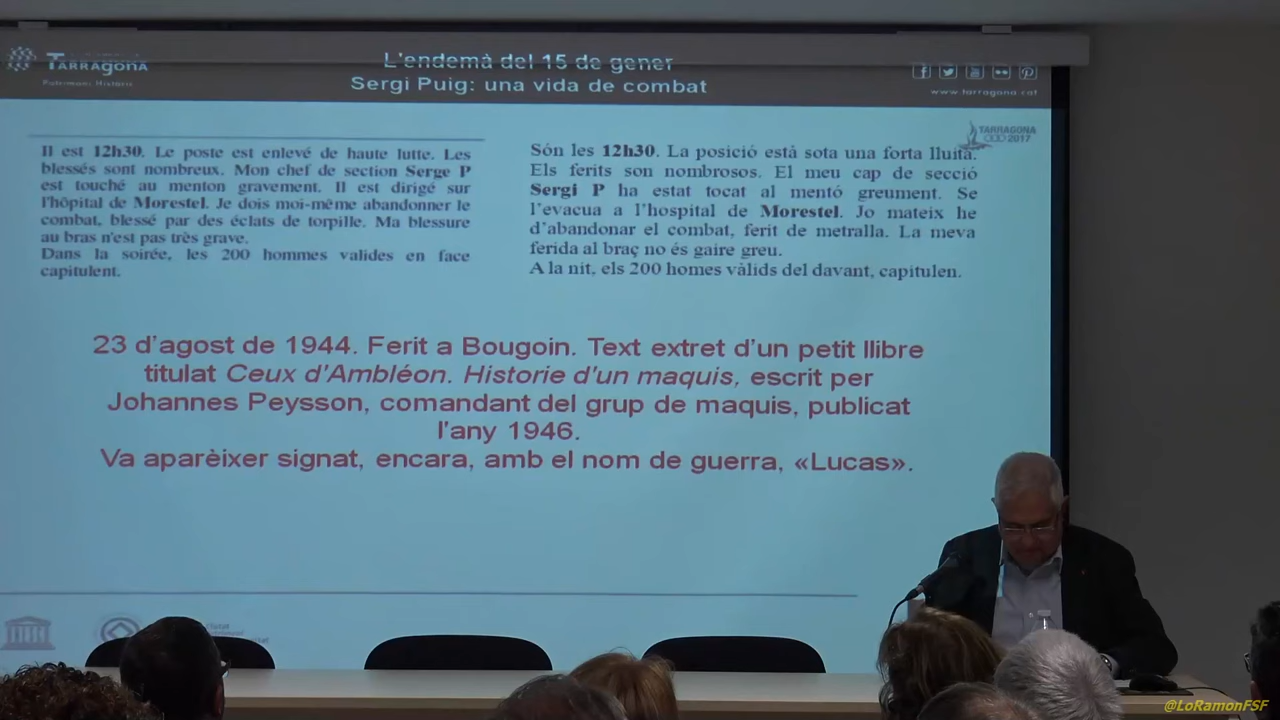 TARRAGONA
Patrimoni Històric
L'endemà del 15 de gener
Sergi Puig: una vida de combat
www.tarragona.cat
TARRAGONA
2017
Il est 12h30. Le poste est enlevé de haute lutte. Les
blessés sont nombreux. Mon chef de section Serge P
est touché au menton gravement. Il est dirigé sur
l'hôpital de Morestel. Je dois moi-même abandonner le
combat, blessé par des éclats de torpille. Ma blessure
au bras n'est pas très grave.
Dans la soirée, les 200 hommes valides en face
capitulent.
Són les 12h30. La posició està sota una forta lluita.
Els ferits son nombrosos. El meu cap de secció
Sergi P ha estat tocat al mentó greument. Se
l'evacua a l'hospital de Morestel. Jo mateix he
d'abandonar el combat, ferit de metralla. La meva
ferida al braç no és gaire greu.
A la nit, els 200 homes vàlids del davant, capitulen.
23 d'agost de 1944. Ferit a Bougoin. Text extret d'un petit llibre
titulat Ceux d'Ambléon. Historie d'un maquis, escrit per
Johannes Peysson, comandant del grup de maquis, publicat
l'any 1946.
Va aparèixer signat, encara, amb el nom de guerra, «Lucas».
@LoRamonFSF